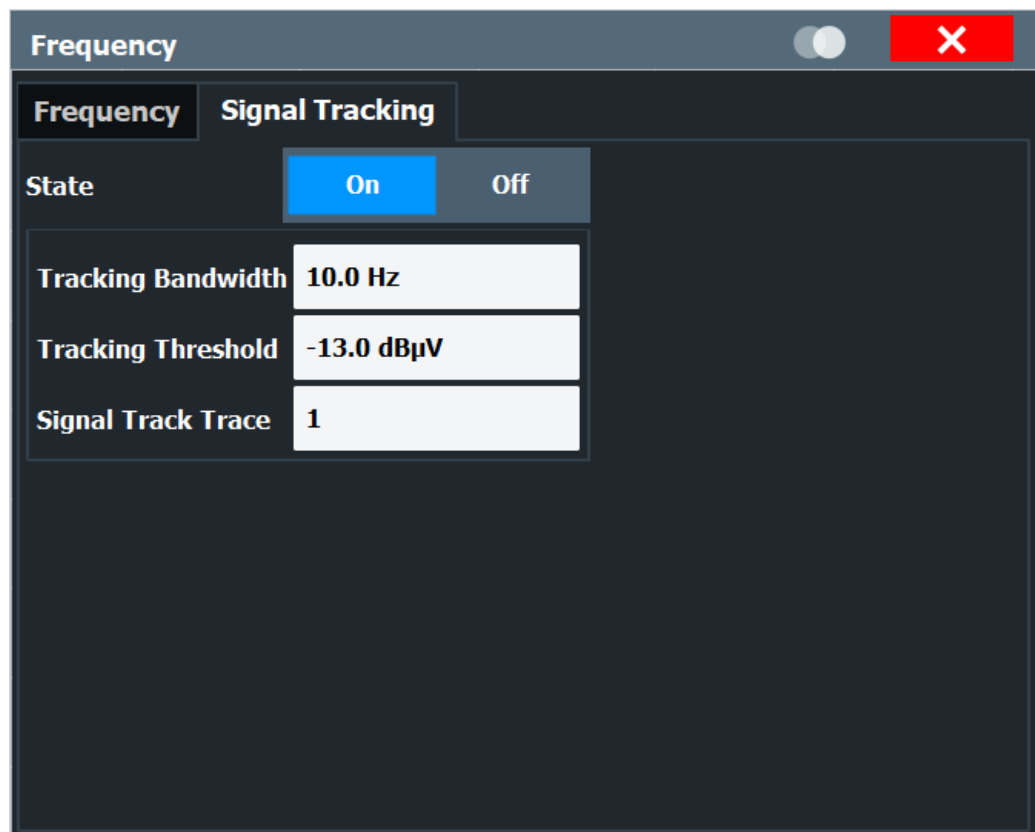 Frequency
Frequency Signal Tracking
State On Off
Tracking Bandwidth 10.0 Hz
Tracking Threshold -13.0 dBµV
Signal Track Trace 1